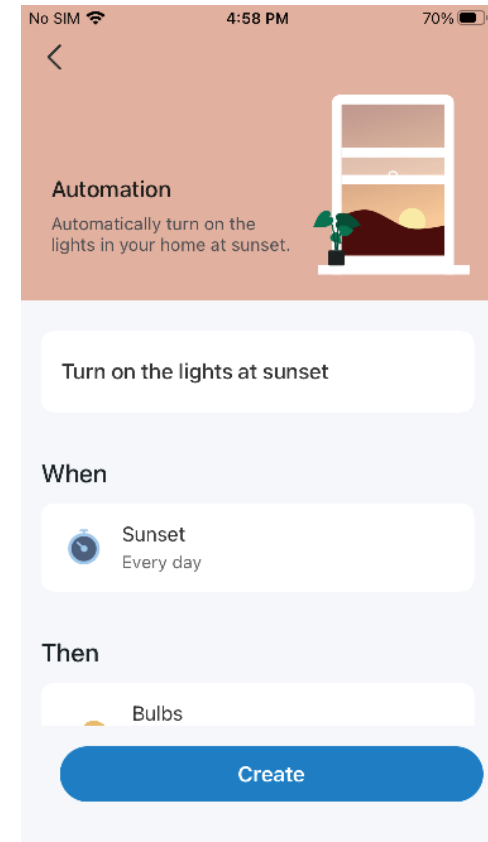 No SIM 4:58 PM 70%
Automation
Automatically turn on the
lights in your home at sunset.
Turn on the lights at sunset
When
Sunset
Every day
Then
Bulbs
Create